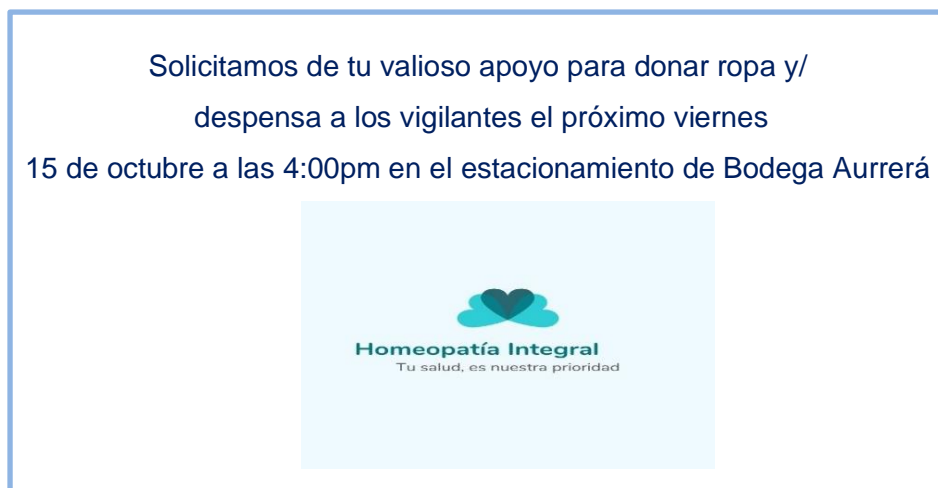 Solicitamos de tu valioso apoyo para donar ropa y/
despensa a los vigilantes el próximo viernes
15 de octubre a las 4:00pm en el estacionamiento de Bodega Aurrerá
Homeopatía Integral
Tu salud, es nuestra prioridad